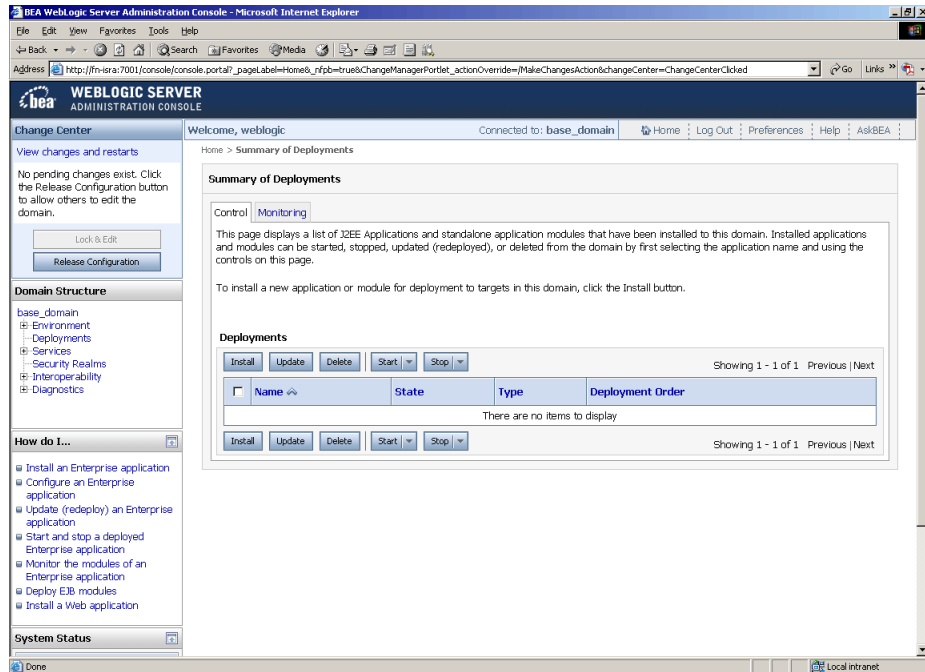 BEA WebLogic Server Administration Console - Microsoft Internet Explorer
File Edit View Favorites Tools Help
Back Search Favorites Media
Address http://fn-isra:7001/console/console.portal?_pageLabel=Home&_nfpb=true&ChangeManagerPortlet_actionOverride=/MakeChangesAction&changeCenter=ChangeCenterClicked Go Links »
bea WEBLOGIC SERVER
ADMINISTRATION CONSOLE
Change Center
View changes and restarts
No pending changes exist. Click
the Release Configuration button
to allow others to edit the
domain.
Lock & Edit
Release Configuration
Domain Structure
base_domain
Environment
Deployments
Services
Security Realms
Interoperability
Diagnostics
How do I...
Install an Enterprise application
Configure an Enterprise
application
Update (redeploy) an Enterprise
application
Start and stop a deployed
Enterprise application
Monitor the modules of an
Enterprise application
Deploy EJB modules
Install a Web application
System Status
Welcome, weblogic Connected to: base_domain Home Log Out Preferences Help AskBEA
Home > Summary of Deployments
Summary of Deployments
Control Monitoring
This page displays a list of J2EE Applications and standalone application modules that have been installed to this domain. Installed applications
and modules can be started, stopped, updated (redeployed), or deleted from the domain by first selecting the application name and using the
controls on this page.
To install a new application or module for deployment to targets in this domain, click the Install button.
Deployments
Install Update Delete Start Stop Showing 1 - 1 of 1 Previous | Next
Name State Type Deployment Order
There are no items to display
Install Update Delete Start Stop Showing 1 - 1 of 1 Previous | Next
Done Local intranet